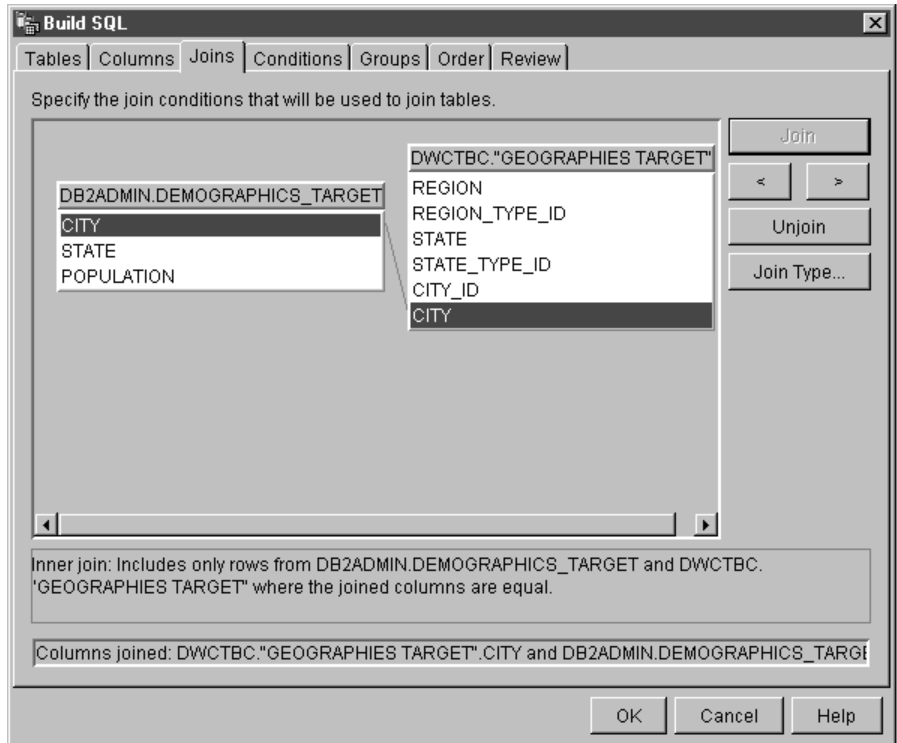 Build SQL
Tables Columns Joins Conditions Groups Order Review
Specify the join conditions that will be used to join tables.
DB2ADMIN.DEMOGRAPHICS_TARGET
CITY
STATE
POPULATION
DWCTBC."GEOGRAPHIES TARGET"
REGION
REGION_TYPE_ID
STATE
STATE_TYPE_ID
CITY_ID
CITY
Join
< >
Unjoin
Join Type...
Inner join: Includes only rows from DB2ADMIN.DEMOGRAPHICS_TARGET and DWCTBC.
"GEOGRAPHIES TARGET" where the joined columns are equal.
Columns joined: DWCTBC."GEOGRAPHIES TARGET".CITY and DB2ADMIN.DEMOGRAPHICS_TARGE
OK Cancel Help